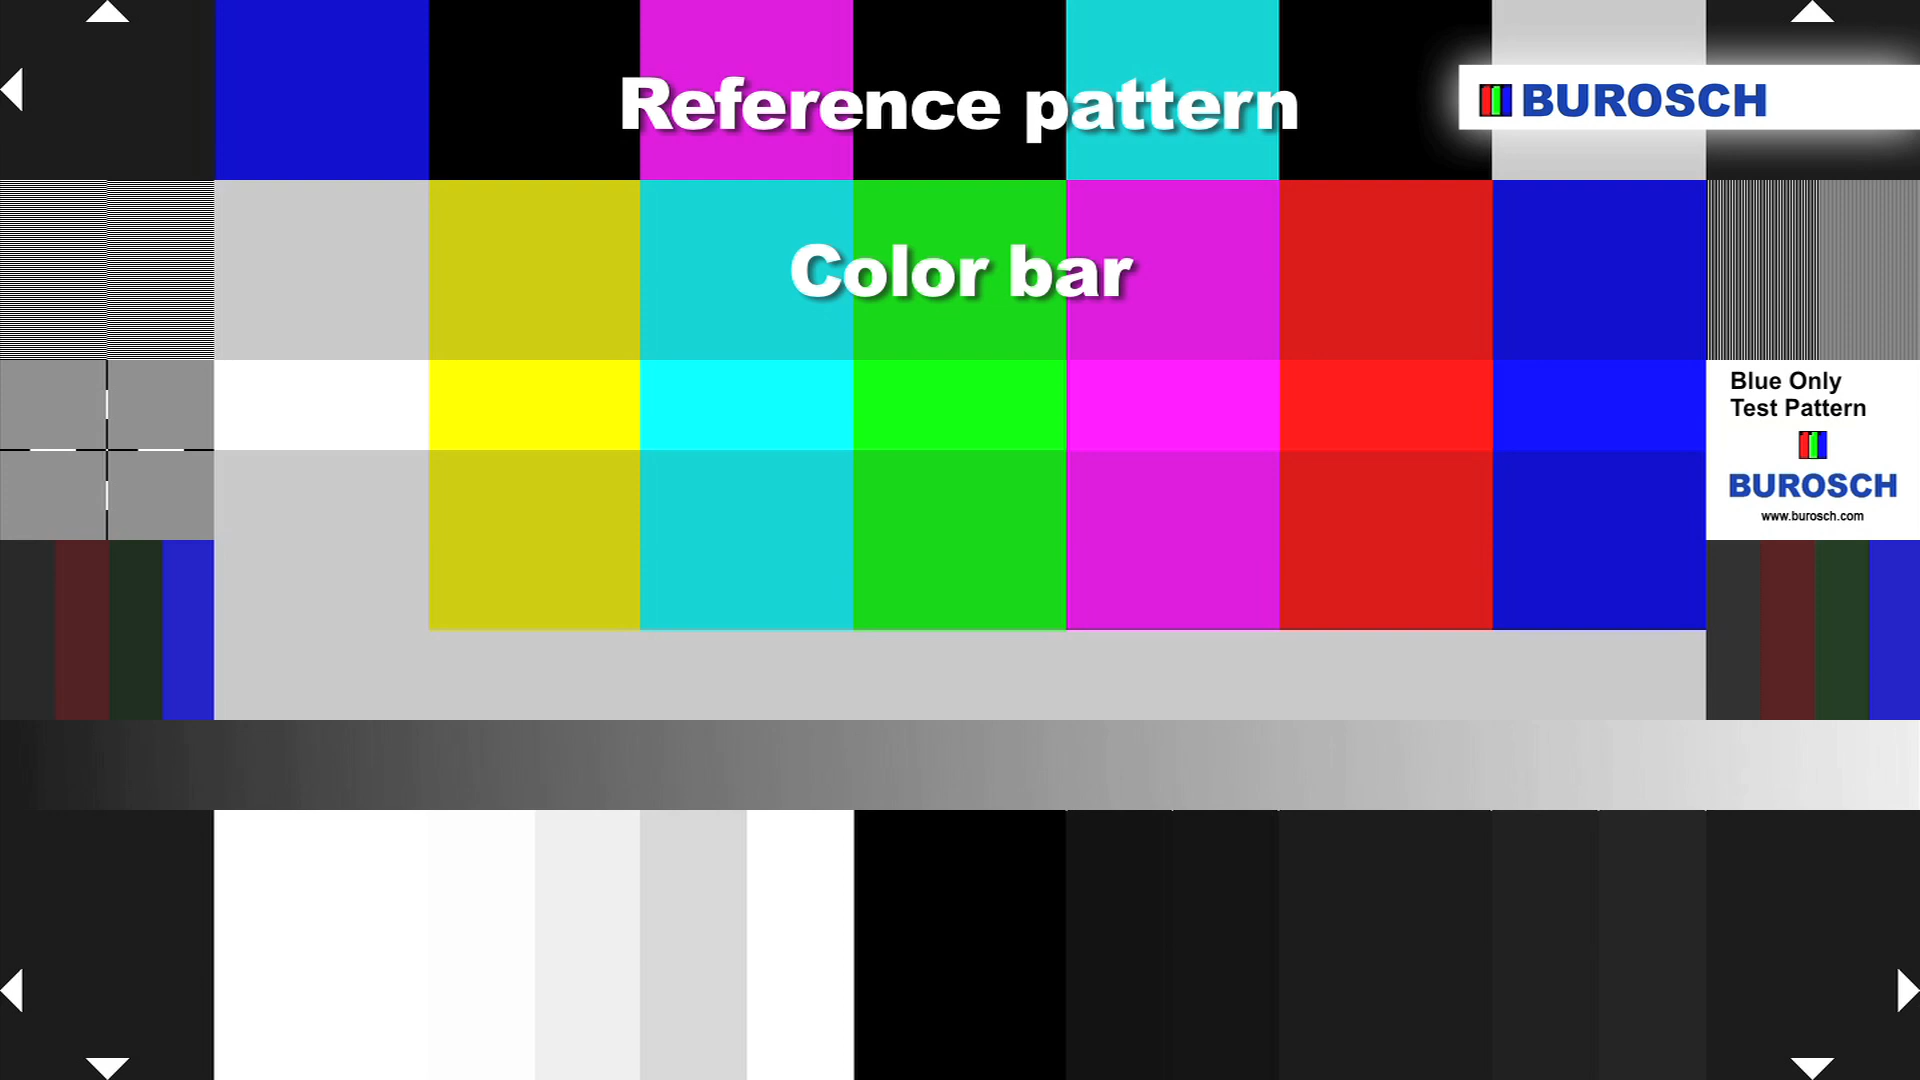 Reference pattern
BUROSCH
Color bar
Blue Only
Test Pattern
BUROSCH
www.burosch.com